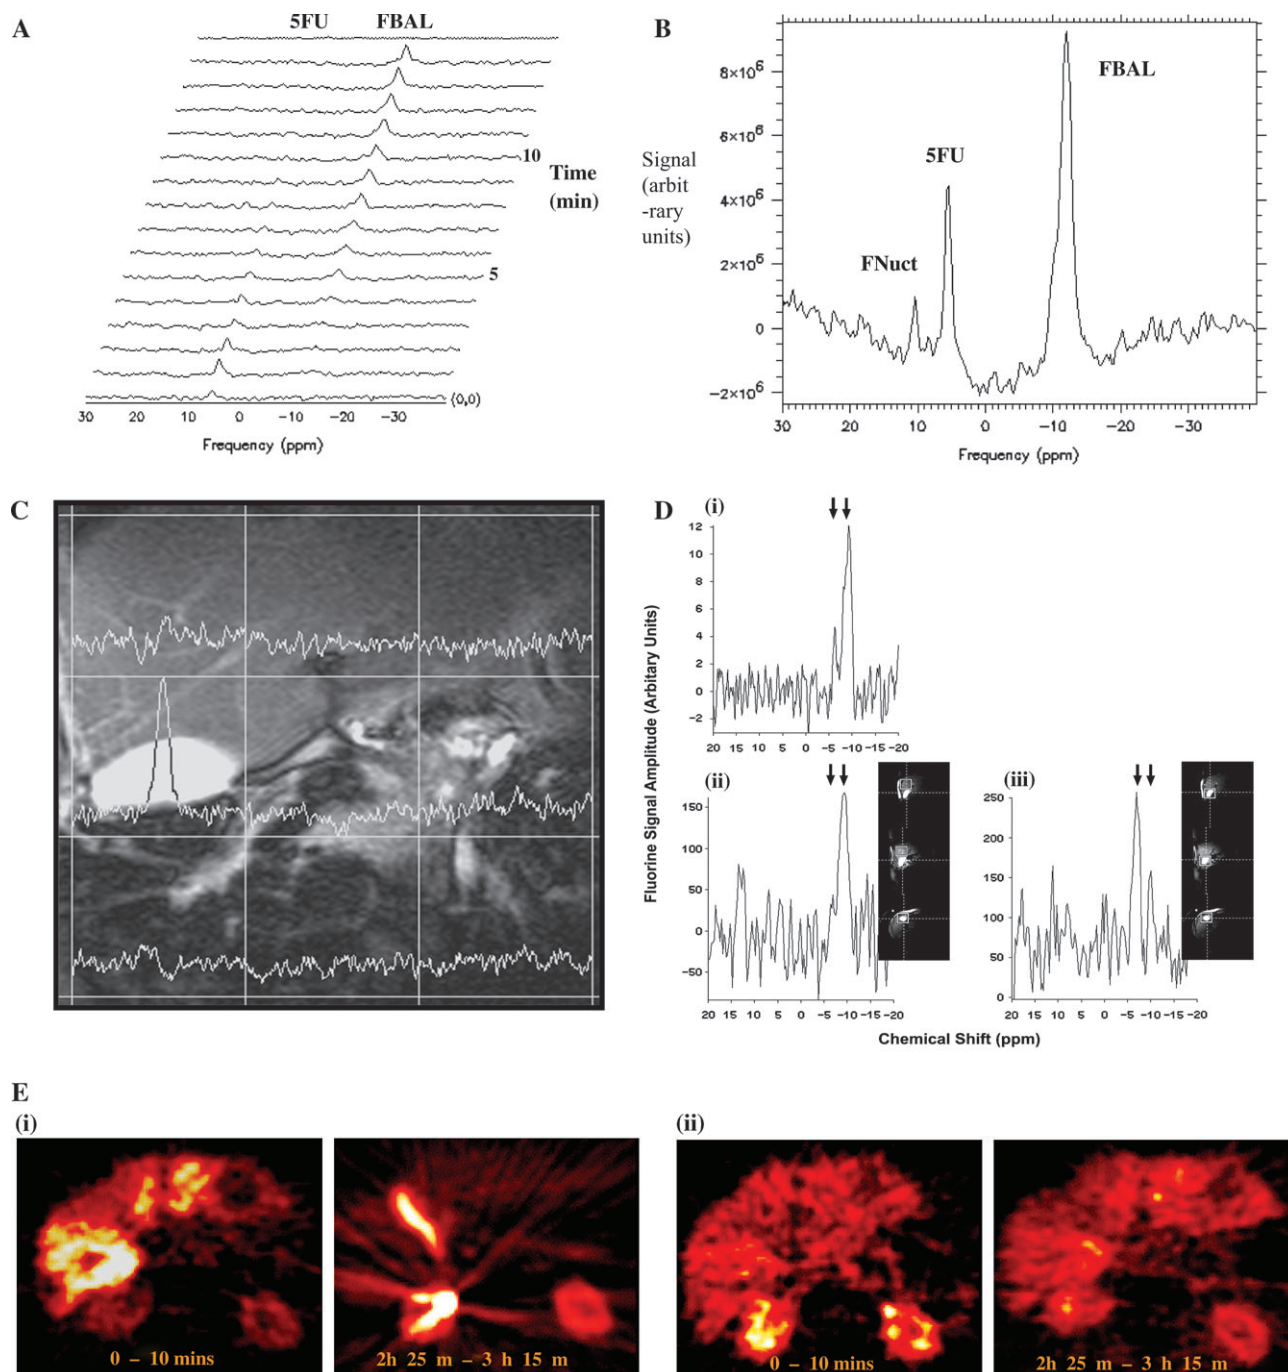 A
5FU FBAL
10
Time
(min)
5
(0,0)
30 20 10 0 -10 -20 -30
Frequency (ppm)
B
8×10⁶
6×10⁶
4×10⁶
2×10⁶
0
-2×10⁶
Signal
(arbit
-rary
units)
FNuct
5FU
FBAL
30 20 10 0 -10 -20 -30
Frequency (ppm)
C
D
Fluorine Signal Amplitude (Arbitary Units)
(i)
12
10
8
6
4
2
0
-2
20 15 10 5 0 -5 -10 -15 -20
(ii)
150
100
50
0
-50
20 15 10 5 0 -5 -10 -15 -20
(iii)
250
200
150
100
50
0
20 15 10 5 0 -5 -10 -15 -20
Chemical Shift (ppm)
E
(i)
0 – 10 mins
2h 25 m – 3 h 15 m
(ii)
0 – 10 mins
2h 25 m – 3 h 15 m